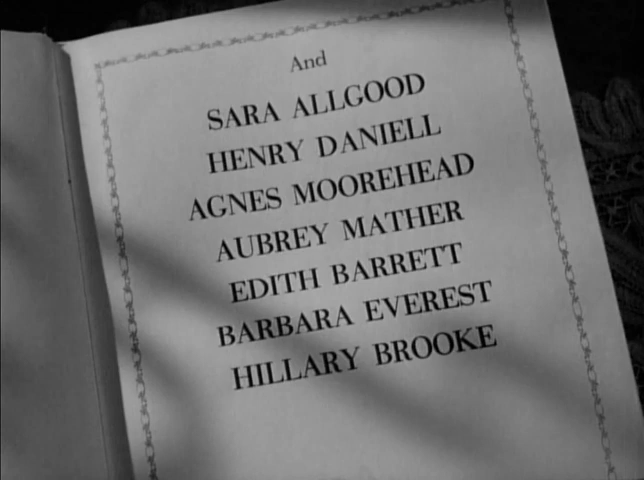 And
SARA ALLGOOD
HENRY DANIELL
AGNES MOOREHEAD
AUBREY MATHER
EDITH BARRETT
BARBARA EVEREST
HILLARY BROOKE